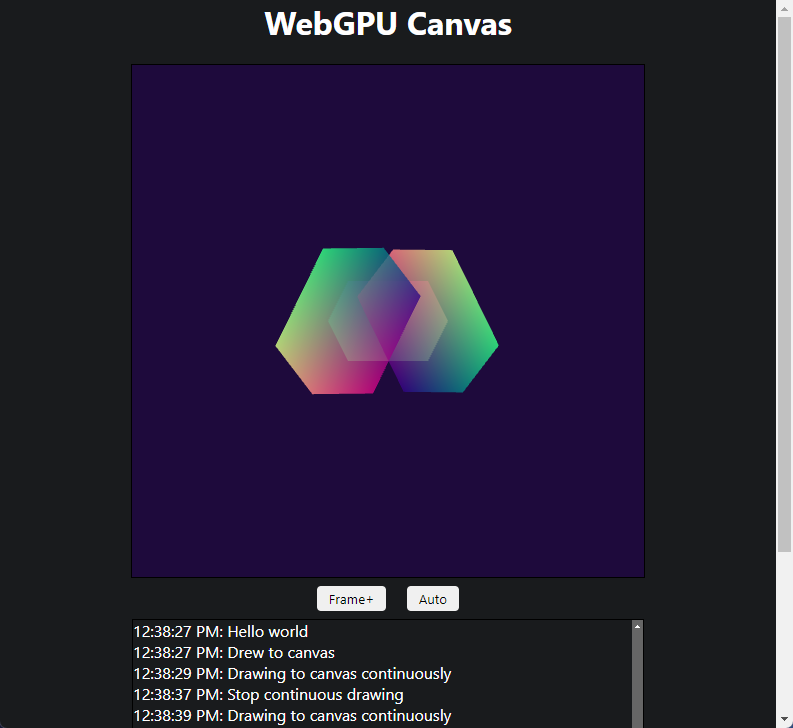 WebGPU Canvas
Frame+
Auto
12:38:27 PM: Hello world
12:38:27 PM: Drew to canvas
12:38:29 PM: Drawing to canvas continuously
12:38:37 PM: Stop continuous drawing
12:38:39 PM: Drawing to canvas continuously